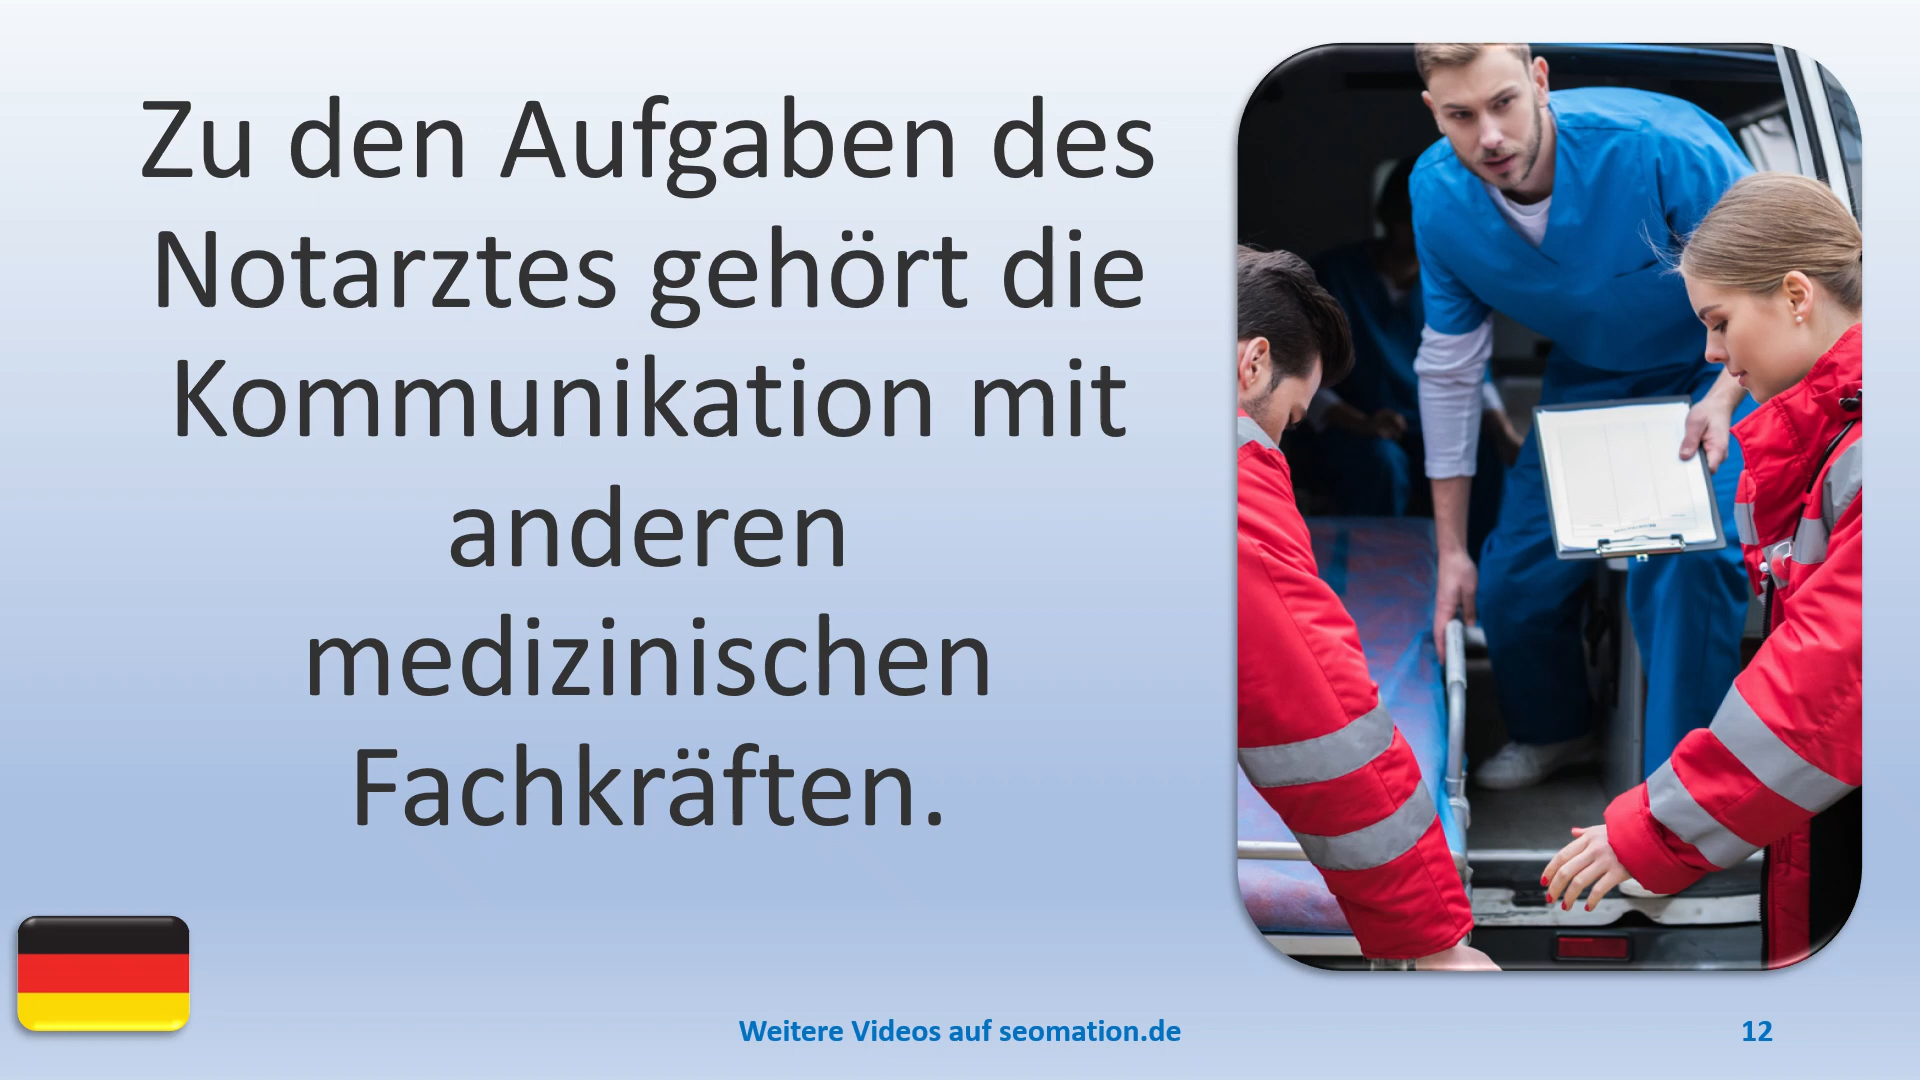 Zu den Aufgaben des
Notarztes gehört die
Kommunikation mit
anderen
medizinischen
Fachkräften.
Weitere Videos auf seomation.de
12